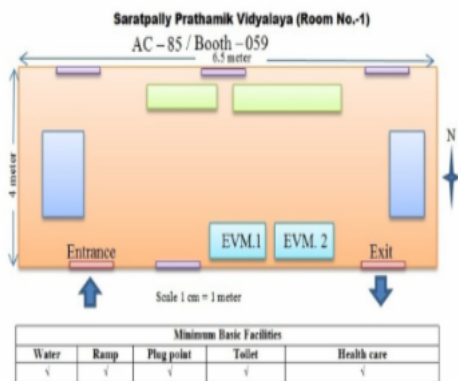 Saratpally Prathamik Vidyalaya (Room No.-1)
AC – 85 / Booth – 059
6.5 meter
4 meter
N
EVM.1 EVM. 2
Entrance Exit
Scale 1 cm = 1 meter
Minimum Basic Facilities
Water Ramp Plug point Toilet Health care
√ √ √ √ √